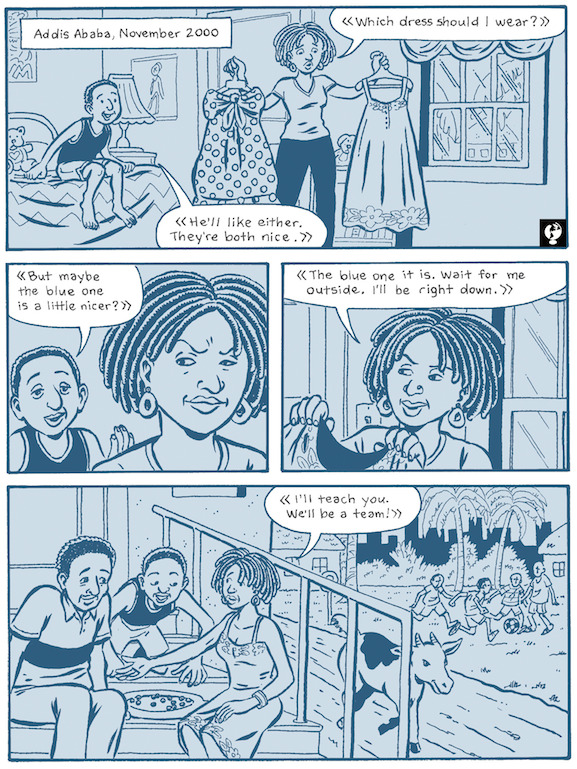 Addis Ababa, November 2000
«Which dress should I wear?»
«He'll like either.
They're both nice.»
«But maybe
the blue one
is a little nicer?»
«The blue one it is. Wait for me
outside. I'll be right down.»
«I'll teach you.
We'll be a team!»